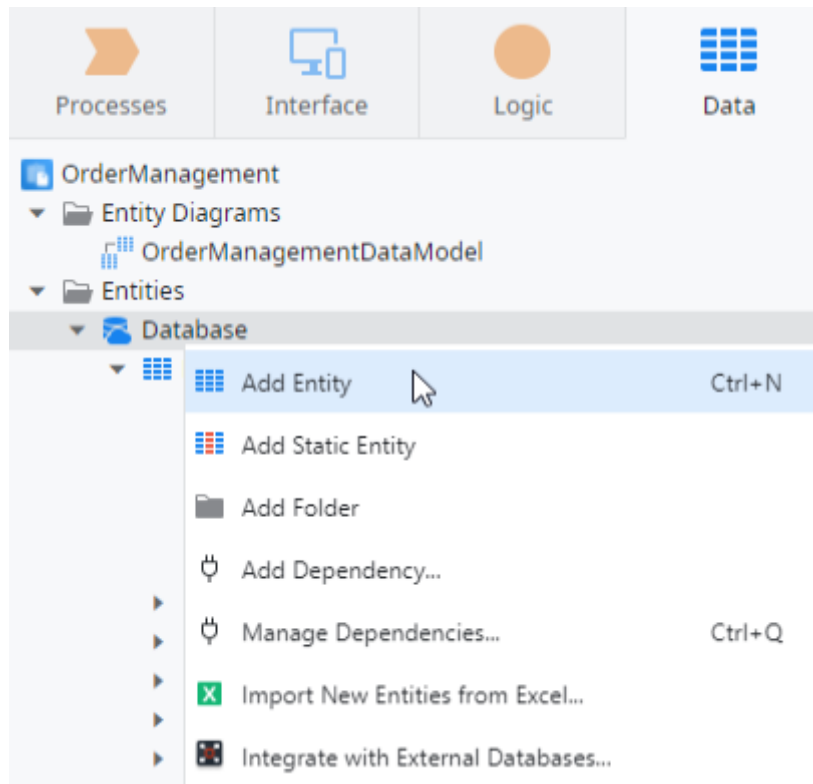 Processes Interface Logic Data
OrderManagement
Entity Diagrams
OrderManagementDataModel
Entities
Database
Add Entity Ctrl+N
Add Static Entity
Add Folder
Add Dependency...
Manage Dependencies... Ctrl+Q
Import New Entities from Excel...
Integrate with External Databases...